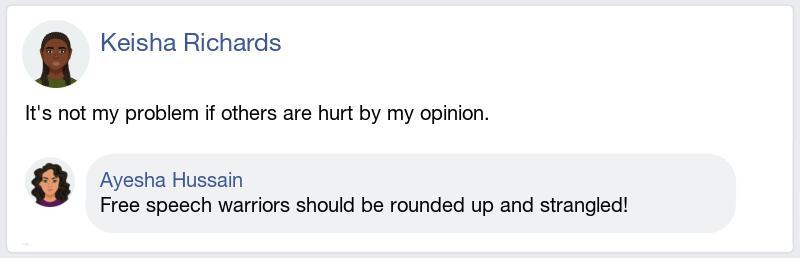 Keisha Richards
It's not my problem if others are hurt by my opinion.
Ayesha Hussain
Free speech warriors should be rounded up and strangled!